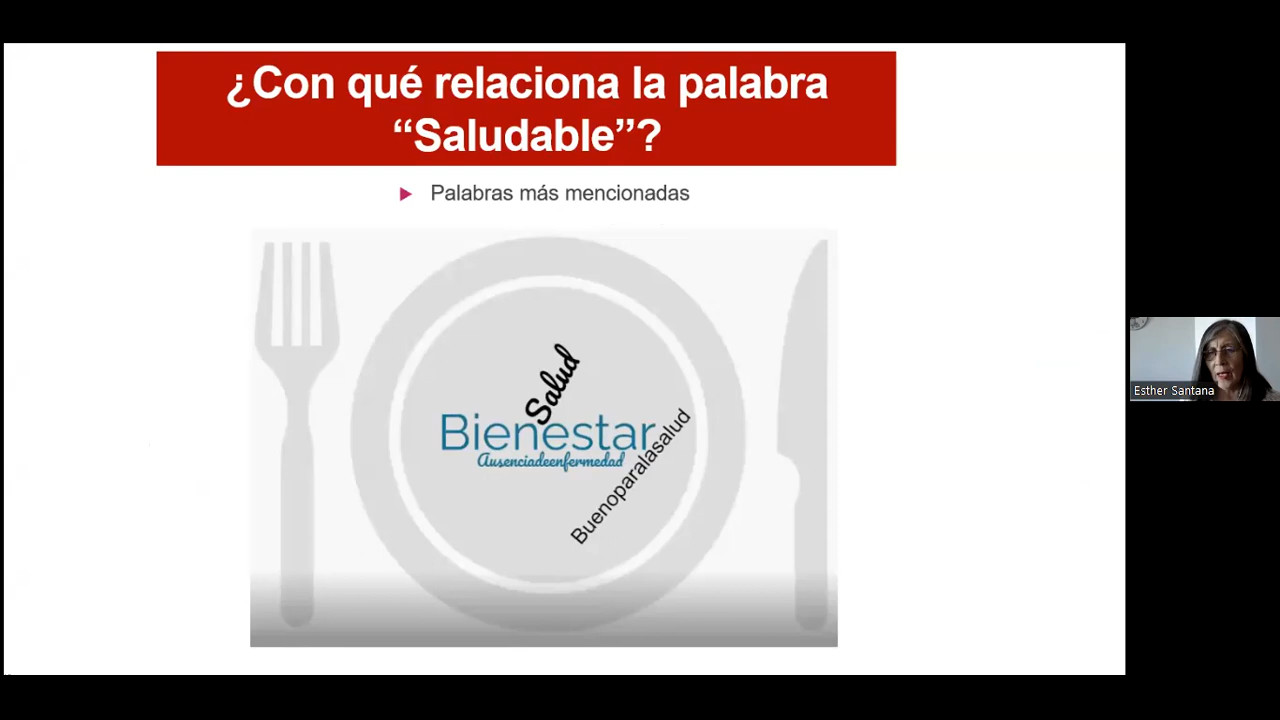 ¿Con qué relaciona la palabra
“Saludable”?
Palabras más mencionadas
Salud
Bienestar
Ausenciadeenfermedad
Buenoparalasalud
Esther Santana